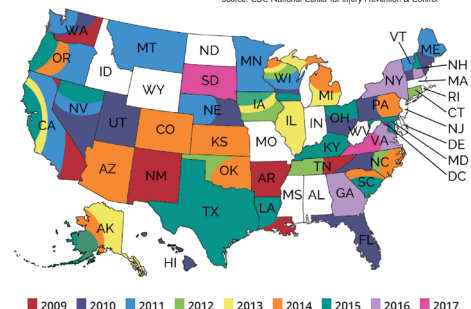 Source: CDC National Center for Injury Prevention & Control
WA
OR
CA
NV
ID
MT
WY
UT
AZ
CO
NM
ND
SD
NE
KS
OK
TX
MN
IA
MO
AR
LA
WI
IL
MI
IN
OH
KY
TN
MS
AL
GA
FL
SC
NC
VA
WV
PA
NY
VT
ME
NH
MA
RI
CT
NJ
DE
MD
DC
AK
HI
2009 2010 2011 2012 2013 2014 2015 2016 2017